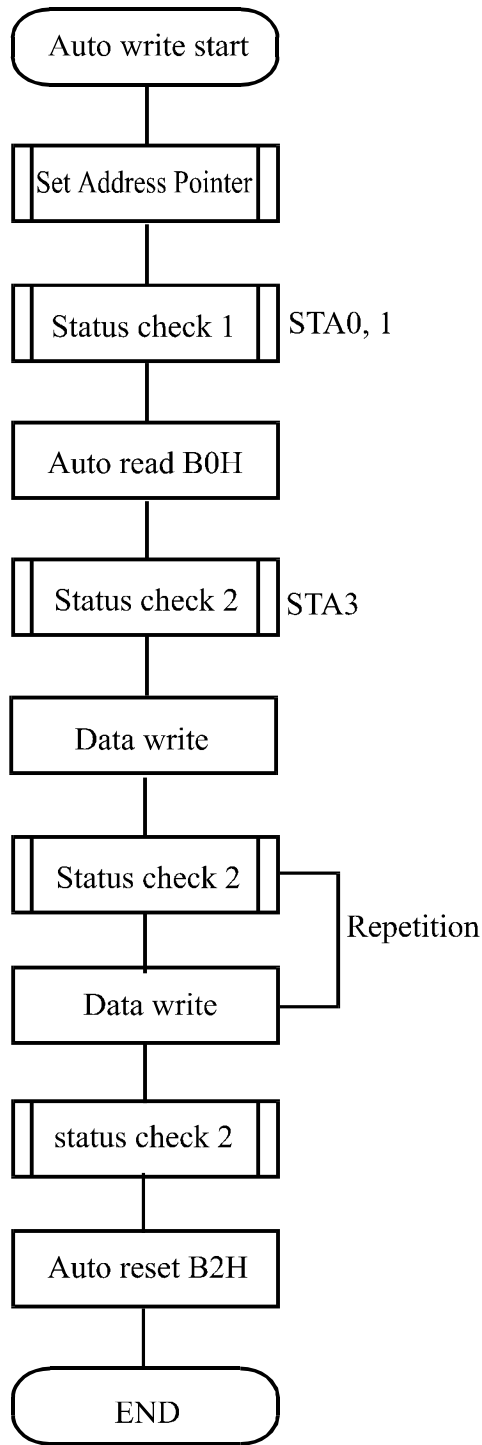 Auto write start
Set Address Pointer
Status check 1
STA0, 1
Auto read B0H
Status check 2
STA3
Data write
Status check 2
Repetition
Data write
status check 2
Auto reset B2H
END